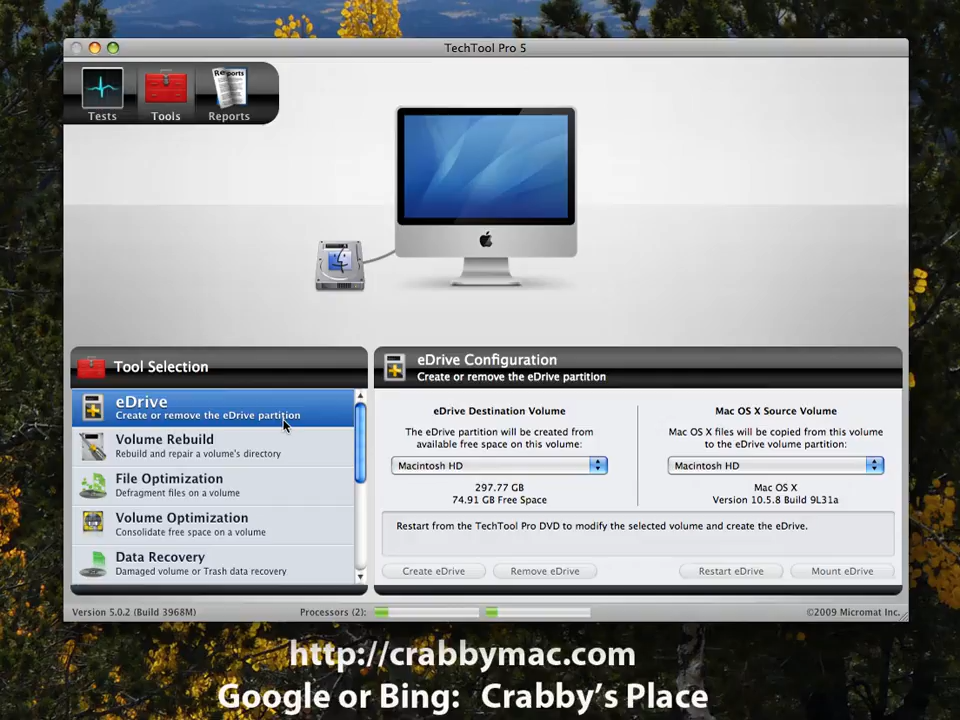 TechTool Pro 5
Reports
Tests
Tools
Reports
Tool Selection
eDrive
Create or remove the eDrive partition
Volume Rebuild
Rebuild and repair a volume's directory
File Optimization
Defragment files on a volume
Volume Optimization
Consolidate free space on a volume
Data Recovery
Damaged volume or Trash data recovery
eDrive Configuration
Create or remove the eDrive partition
eDrive Destination Volume
The eDrive partition will be created from
available free space on this volume:
Macintosh HD
297.77 GB
74.91 GB Free Space
Mac OS X Source Volume
Mac OS X files will be copied from this volume
to the eDrive volume partition:
Macintosh HD
Mac OS X
Version 10.5.8 Build 9L31a
Restart from the TechTool Pro DVD to modify the selected volume and create the eDrive.
Create eDrive
Remove eDrive
Restart eDrive
Mount eDrive
Version 5.0.2 (Build 3968M)
Processors (2):
©2009 Micromat Inc.
http://crabbymac.com
Google or Bing: Crabby's Place